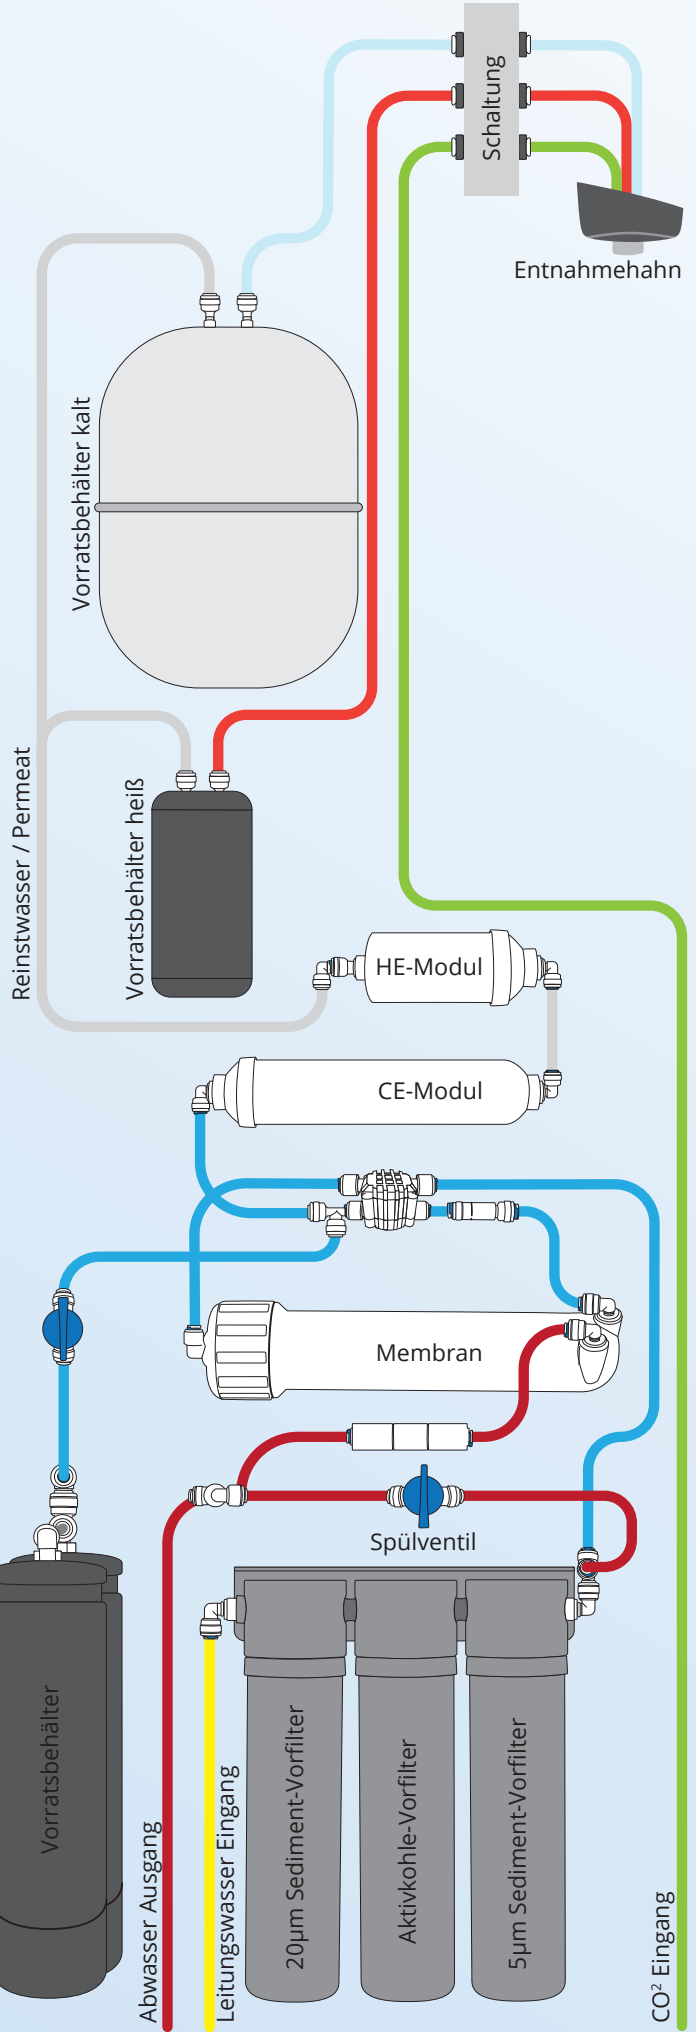 Schaltung
Entnahmehahn
Vorratsbehälter kalt
Reinstwasser / Permeat
Vorratsbehälter heiß
HE-Modul
CE-Modul
Membran
Spülventil
Vorratsbehälter
Abwasser Ausgang
Leitungswasser Eingang
20µm Sediment-Vorfilter
Aktivkohle-Vorfilter
5µm Sediment-Vorfilter
CO² Eingang